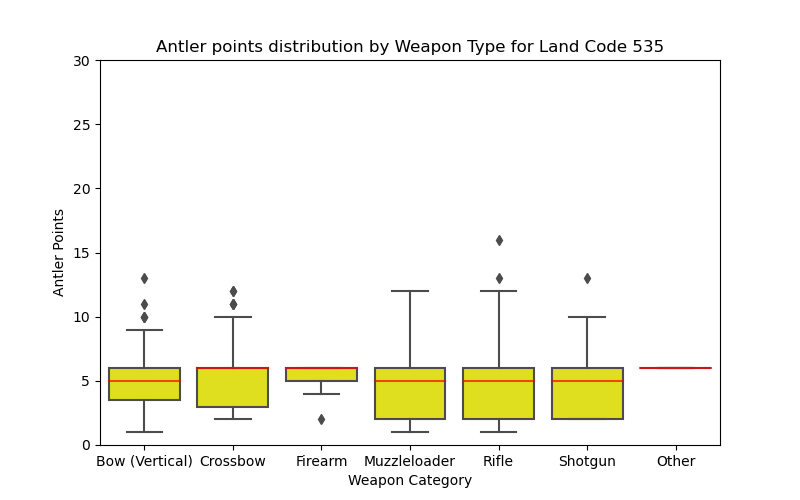 Antler points distribution by Weapon Type for Land Code 535
30
25
20
15
10
5
0
Antler Points
Bow (Vertical) Crossbow Firearm Muzzleloader Rifle Shotgun Other
Weapon Category